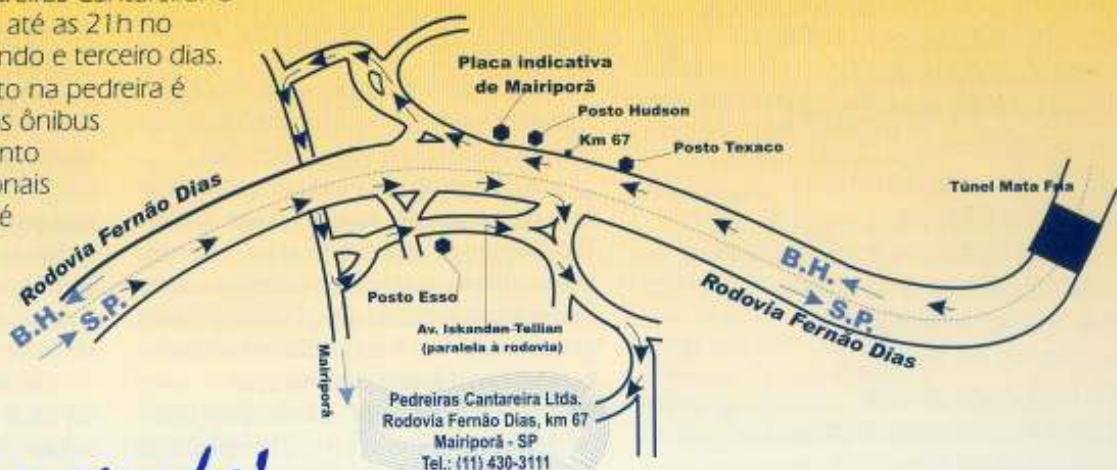 até as 21h no
ndo e terceiro dias.
to na pedreira é
s ônibus
nto
onais
é
Placa indicativa
de Mairiporã
Posto Hudson
Km 67
Posto Texaco
Túnel Mata Fria
Rodovia Fernão Dias
B.H.
S.P.
B.H.
S.P.
Rodovia Fernão Dias
Posto Esso
Av. Iskandan Tellian
(paralela à rodovia)
Mairiporã
Pedreiras Cantareira Ltda.
Rodovia Fernão Dias, km 67
Mairiporã - SP
Tel.: (11) 430-3111